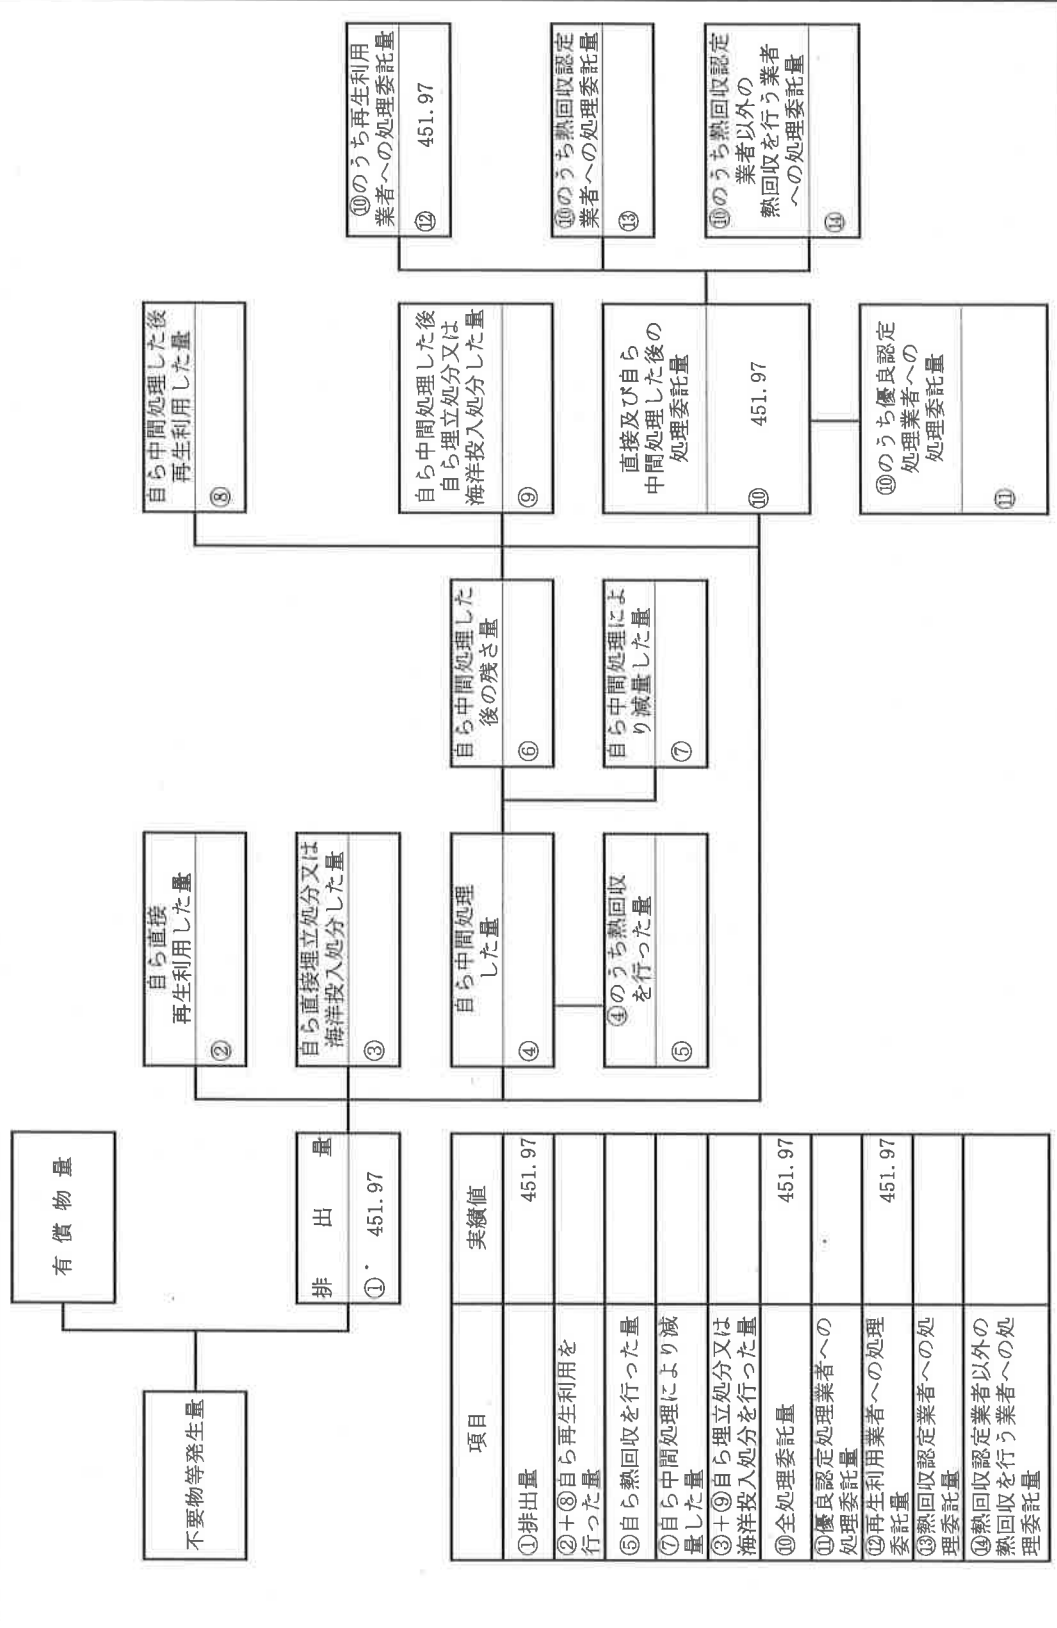 不要物等発生量
有償物量
排出量
① 451.97
自ら直接
再生利用した量
②
自ら直接埋立処分又は
海洋投入処分した量
③
自ら中間処理
した量
④
④のうち熱回収
を行った量
⑤
自ら中間処理した
後の残さ量
⑥
自ら中間処理によ
り減量した量
⑦
自ら中間処理した後
再生利用した量
⑧
自ら中間処理した後
自ら埋立処分又は
海洋投入処分した量
⑨
直接及び自ら
中間処理した後の
処理委託量
⑩ 451.97
⑩のうち優良認定
処理業者への
処理委託量
⑪
⑩のうち再生利用
業者への処理委託量
⑫ 451.97
⑩のうち熱回収認定
業者への処理委託量
⑬
⑩のうち熱回収認定
業者以外の
熱回収を行う業者
への処理委託量
⑭
項目 実績値
①排出量 451.97
②+⑧自ら再生利用を
行った量
⑤自ら熱回収を行った量
⑦自ら中間処理により減
量した量
③+⑨自ら埋立処分又は
海洋投入処分を行った量
⑩全処理委託量 451.97
⑪優良認定処理業者への
処理委託量
⑫再生利用業者への処理
委託量 451.97
⑬熱回収認定業者への処
理委託量
⑭熱回収認定業者以外の
熱回収を行う業者への処
理委託量